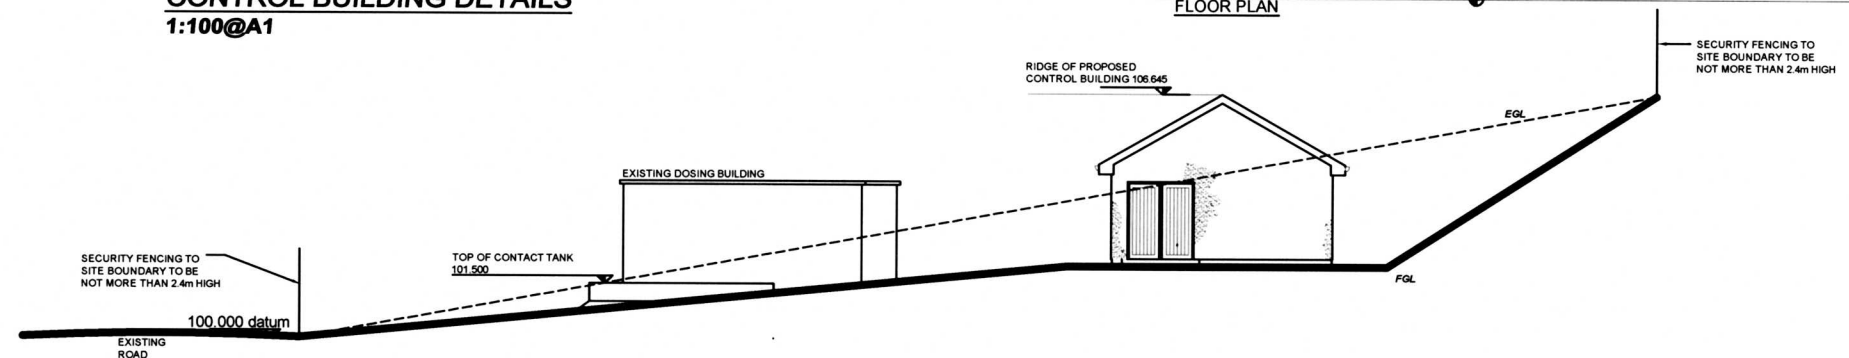 CONTROL BUILDING DETAILS
1:100@A1
FLOOR PLAN
SECURITY FENCING TO
SITE BOUNDARY TO BE
NOT MORE THAN 2.4m HIGH
RIDGE OF PROPOSED
CONTROL BUILDING 106.645
EGL
EXISTING DOSING BUILDING
SECURITY FENCING TO
SITE BOUNDARY TO BE
NOT MORE THAN 2.4m HIGH
TOP OF CONTACT TANK
101.500
FGL
100.000 datum
EXISTING
ROAD